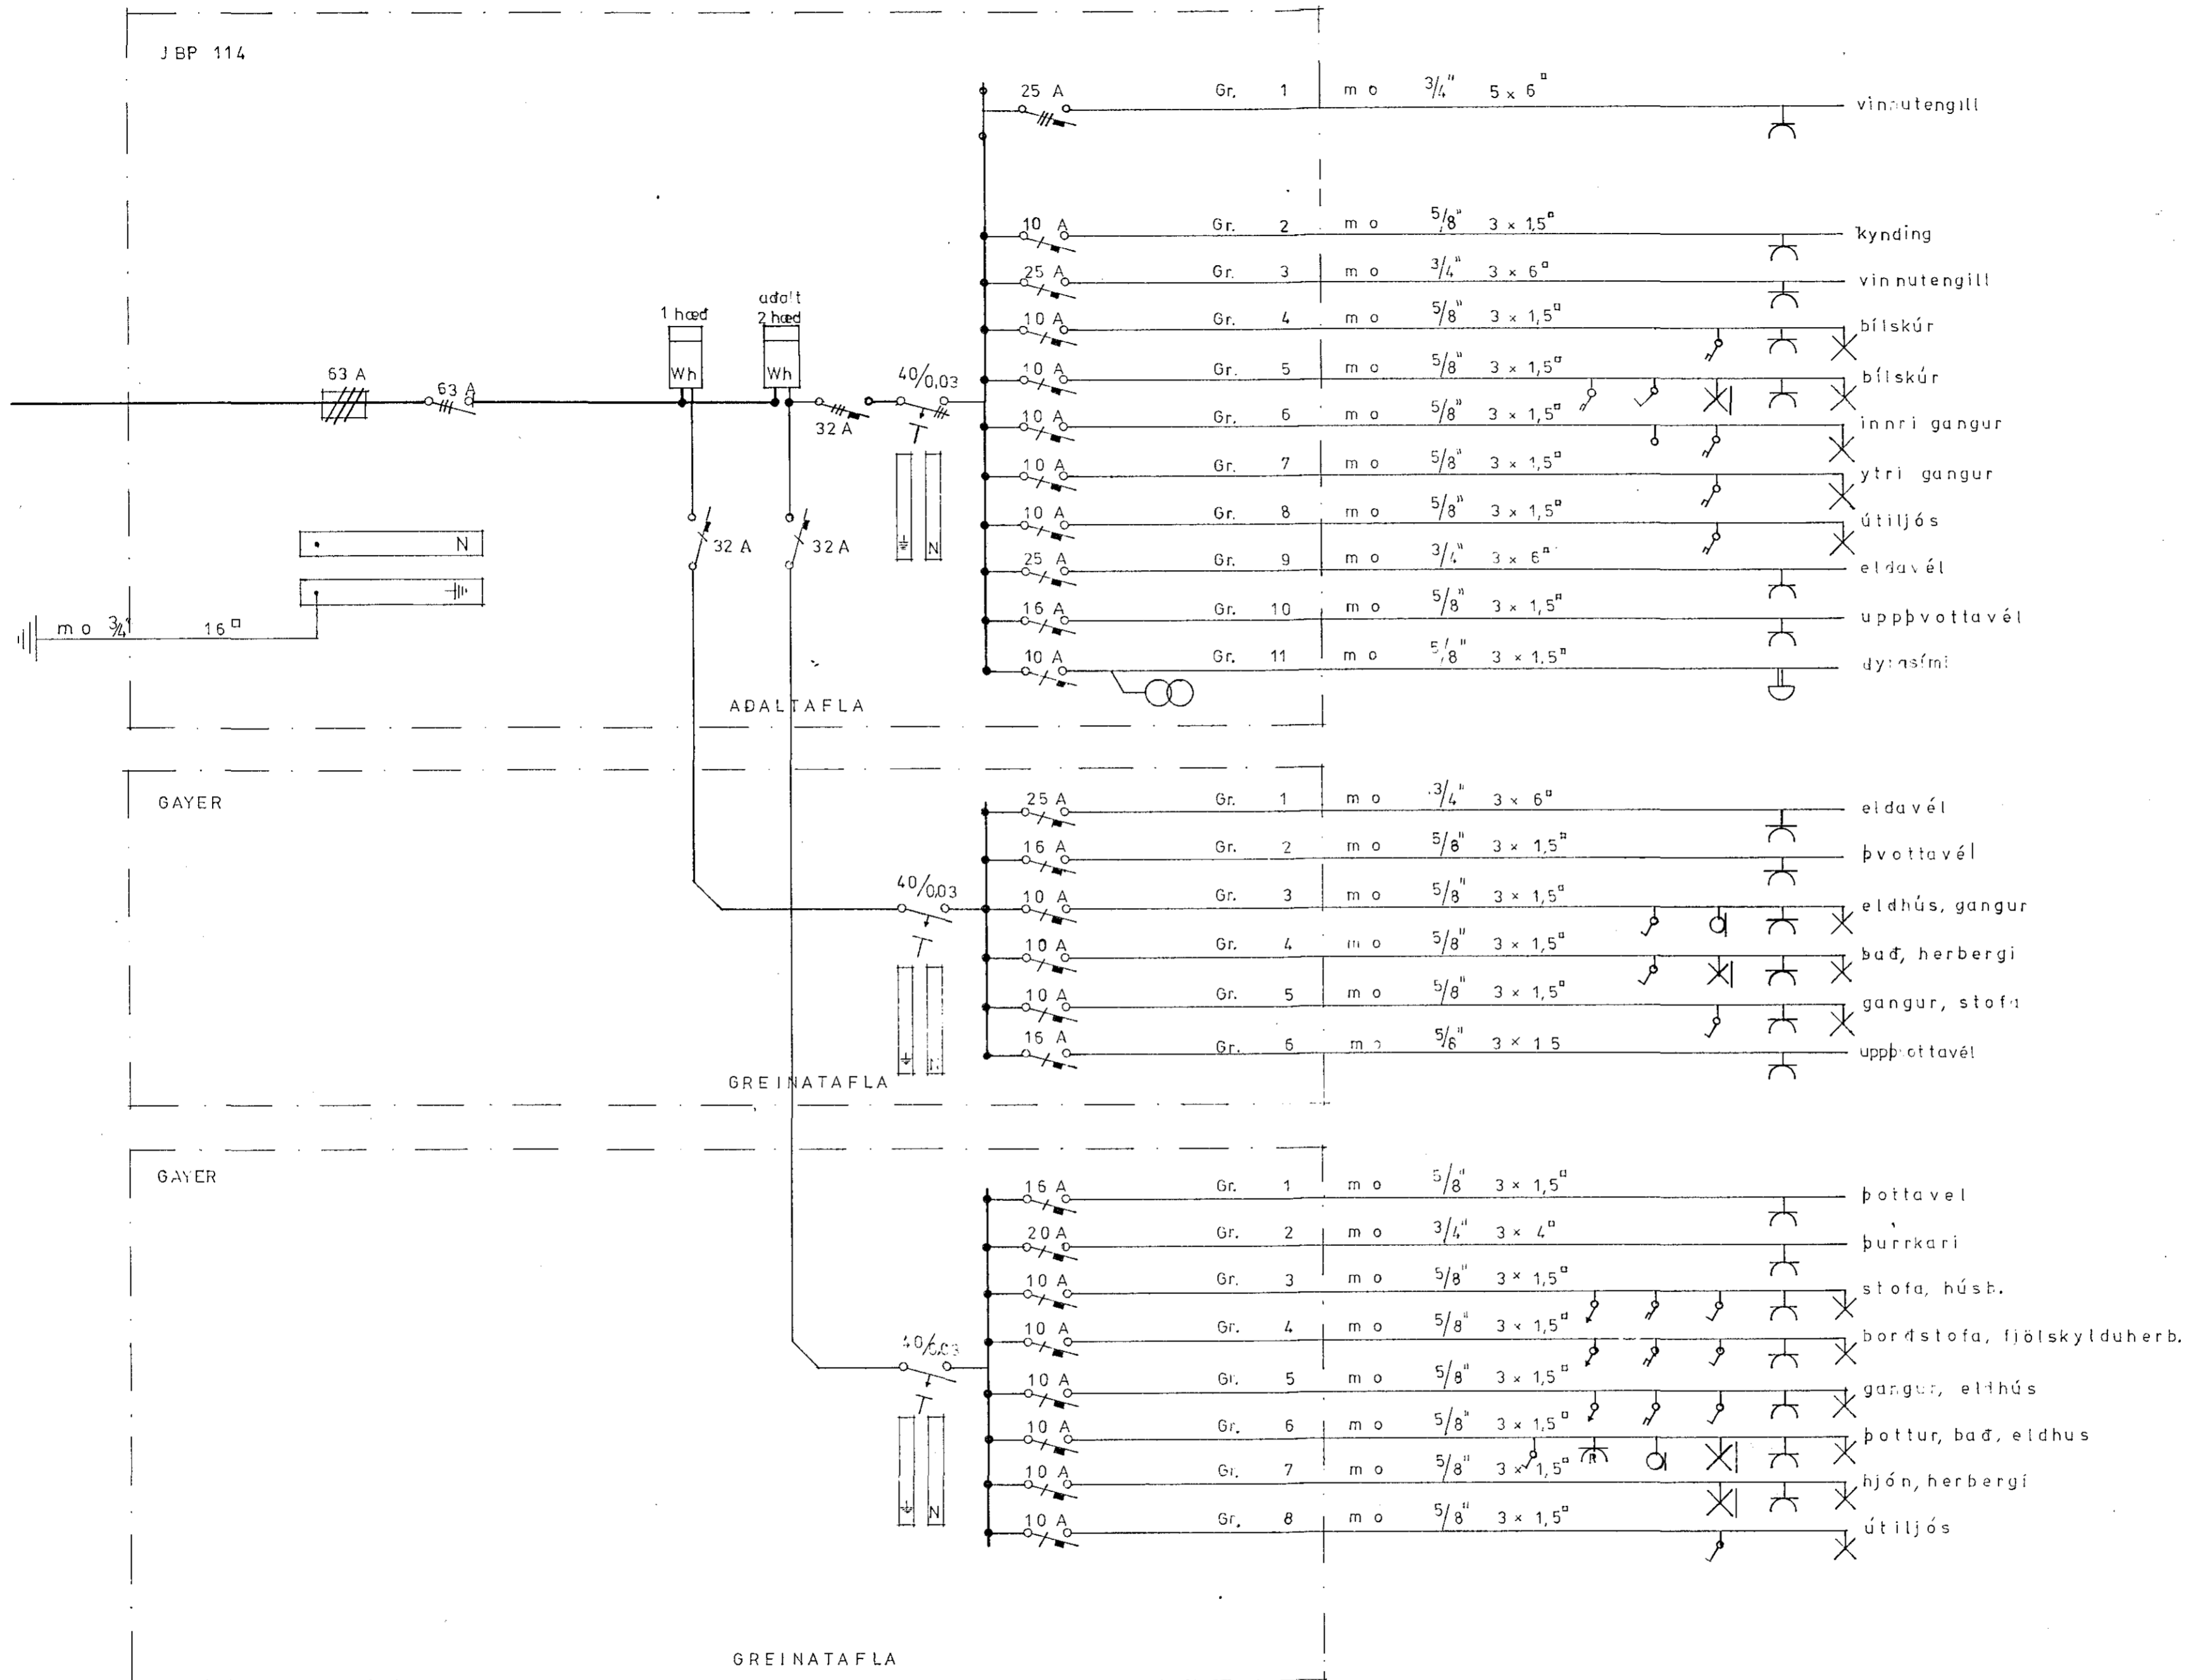 JBP 114
25 A Gr. 1 m o 3/4" 5 x 6▫ vinnutengill
10 A Gr. 2 m o 5/8" 3 x 1,5▫ kynding
25 A Gr. 3 m o 3/4" 3 x 6▫ vinnutengill
10 A Gr. 4 m o 5/8" 3 x 1,5▫ bílskúr
10 A Gr. 5 m o 5/8" 3 x 1,5▫ bílskúr
10 A Gr. 6 m o 5/8" 3 x 1,5▫ innri gangur
10 A Gr. 7 m o 5/8" 3 x 1,5▫ ytri gangur
10 A Gr. 8 m o 5/8" 3 x 1,5▫ útiljós
25 A Gr. 9 m o 3/4" 3 x 6▫ eldavél
16 A Gr. 10 m o 5/8" 3 x 1,5▫ uppþvottavél
10 A Gr. 11 m o 5/8" 3 x 1,5▫ dyrasími
1 hæð
aðalt
2 hæð
Wh
Wh
63 A
63 A
32 A
40/0,03
32 A
32 A
N
N
m o 3/4" 16▫
AÐALTAFLA
GAYER
25 A Gr. 1 m o 3/4" 3 x 6▫ eldavél
16 A Gr. 2 m o 5/8" 3 x 1,5▫ þvottavél
10 A Gr. 3 m o 5/8" 3 x 1,5▫ eldhús, gangur
10 A Gr. 4 m o 5/8" 3 x 1,5▫ bað, herbergi
10 A Gr. 5 m o 5/8" 3 x 1,5▫ gangur, stofa
16 A Gr. 6 m o 5/8" 3 x 1.5 uppþvottavél
40/0,03
GREINATAFLA
GAYER
16 A Gr. 1 m o 5/8" 3 x 1,5▫ þottavel
20 A Gr. 2 m o 3/4" 3 x 4▫ þurrkari
10 A Gr. 3 m o 5/8" 3 x 1,5▫ stofa, húsb.
10 A Gr. 4 m o 5/8" 3 x 1,5▫ borðstofa, fjölskylduherb.
10 A Gr. 5 m o 5/8" 3 x 1,5▫ gangur, eldhús
10 A Gr. 6 m o 5/8" 3 x 1,5▫ þottur, bað, eldhus
R
10 A Gr. 7 m o 5/8" 3 x 1,5▫ hjón, herbergi
10 A Gr. 8 m o 5/8" 3 x 1,5▫ útiljós
40/0,03
N
GREINATAFLA